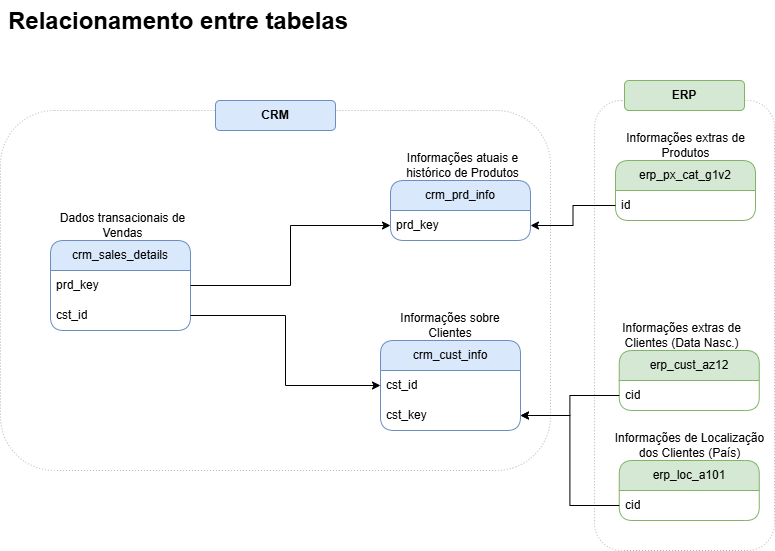 Relacionamento entre tabelas
CRM
ERP
Informações extras de
Produtos
erp_px_cat_g1v2
id
Informações atuais e
histórico de Produtos
crm_prd_info
prd_key
Dados transacionais de
Vendas
crm_sales_details
prd_key
cst_id
Informações sobre
Clientes
crm_cust_info
cst_id
cst_key
Informações extras de
Clientes (Data Nasc.)
erp_cust_az12
cid
Informações de Localização
dos Clientes (País)
erp_loc_a101
cid